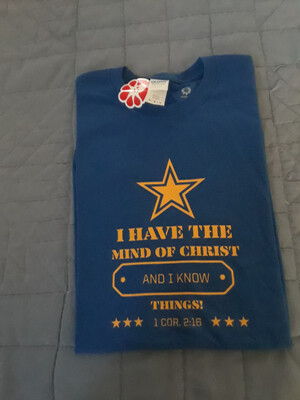 I HAVE THE
MIND OF CHRIST
AND I KNOW
THINGS!
1 COR. 2:16